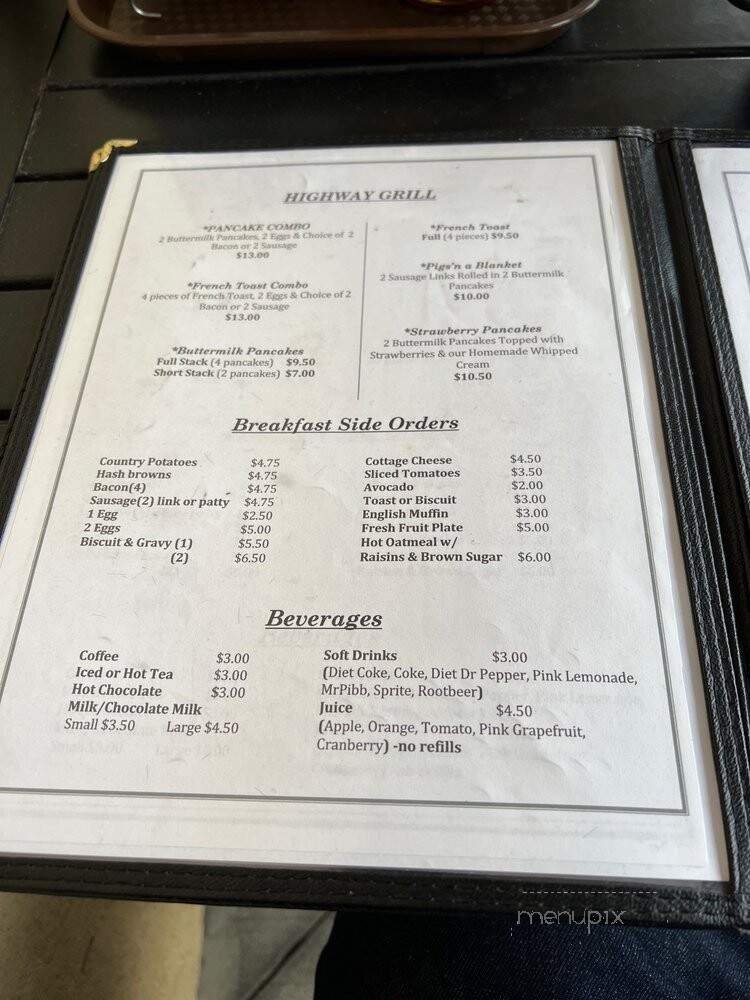 HIGHWAY GRILL
*PANCAKE COMBO
2 Buttermilk Pancakes, 2 Eggs & Choice of 2
Bacon or 2 Sausage
$13.00
*French Toast Combo
4 pieces of French Toast, 2 Eggs & Choice of 2
Bacon or 2 Sausage
$13.00
*Buttermilk Pancakes
Full Stack (4 pancakes) $9.50
Short Stack (2 pancakes) $7.00
*French Toast
Full (4 pieces) $9.50
*Pigs'n a Blanket
2 Sausage Links Rolled in 2 Buttermilk
Pancakes
$10.00
*Strawberry Pancakes
2 Buttermilk Pancakes Topped with
Strawberries & our Homemade Whipped
Cream
$10.50
Breakfast Side Orders
Country Potatoes $4.75
Hash browns $4.75
Bacon(4) $4.75
Sausage(2) link or patty $4.75
1 Egg $2.50
2 Eggs $5.00
Biscuit & Gravy (1) $5.50
(2) $6.50
Cottage Cheese $4.50
Sliced Tomatoes $3.50
Avocado $2.00
Toast or Biscuit $3.00
English Muffin $3.00
Fresh Fruit Plate $5.00
Hot Oatmeal w/
Raisins & Brown Sugar $6.00
Beverages
Coffee $3.00
Iced or Hot Tea $3.00
Hot Chocolate $3.00
Milk/Chocolate Milk
Small $3.50 Large $4.50
Soft Drinks $3.00
(Diet Coke, Coke, Diet Dr Pepper, Pink Lemonade,
MrPibb, Sprite, Rootbeer)
Juice $4.50
(Apple, Orange, Tomato, Pink Grapefruit,
Cranberry) -no refills
menupix